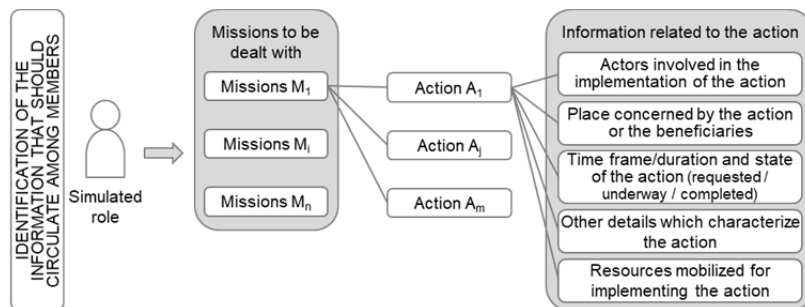 IDENTIFICATION OF THE
INFORMATION THAT SHOULD
CIRCULATE AMONG MEMBERS
Simulated
role
Missions to be
dealt with
Missions M₁
Missions Mᵢ
Missions Mₙ
Action A₁
Action Aⱼ
Action Aₘ
Information related to the action
Actors involved in the
implementation of the action
Place concerned by the action
or the beneficiaries
Time frame/duration and state
of the action (requested /
underway / completed)
Other details which characterize
the action
Resources mobilized for
implementing the action